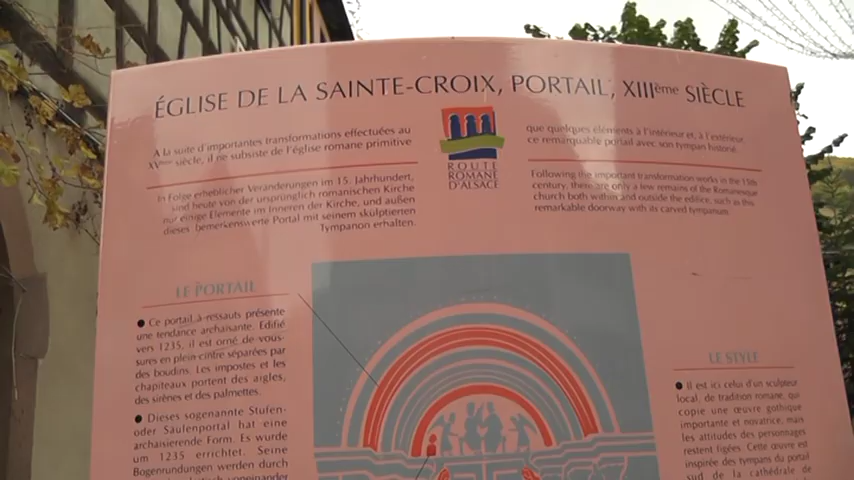 ÉGLISE DE LA SAINTE-CROIX, PORTAIL, XIIIème SIÈCLE
A la suite d'importantes transformations effectuées au
XVème siècle, il ne subsiste de l'église romane primitive
que quelques éléments à l'intérieur et, à l'extérieur,
ce remarquable portail avec son tympan historié.
In Folge erheblicher Veränderungen im 15. Jahrhundert,
sind heute von der ursprünglich romanischen Kirche
nur einige Elemente im Inneren der Kirche, und außen
dieses bemerkenswerte Portal mit seinem skulptierten
Tympanon erhalten.
ROUTE
ROMANE
D'ALSACE
Following the important transformation works in the 15th
century, there are only a few remains of the Romanesque
church both within and outside the edifice, such as this
remarkable doorway with its carved tympanum.
LE PORTAIL
● Ce portail à ressauts présente
une tendance archaïsante. Edifié
vers 1235, il est orné de vous-
sures en plein-cintre séparées par
des boudins. Les impostes et les
chapiteaux portent des aigles,
des sirènes et des palmettes.
● Dieses sogenannte Stufen-
oder Säulenportal hat eine
archaisierende Form. Es wurde
um 1235 errichtet. Seine
Bogenrundungen werden durch
voneinander
LE STYLE
● Il est ici celui d'un sculpteur
local, de tradition romane, qui
copie une œuvre gothique
importante et novatrice, mais
les attitudes des personnages
restent figées. Cette œuvre est
inspirée des tympans du portail
sud de la cathédrale de